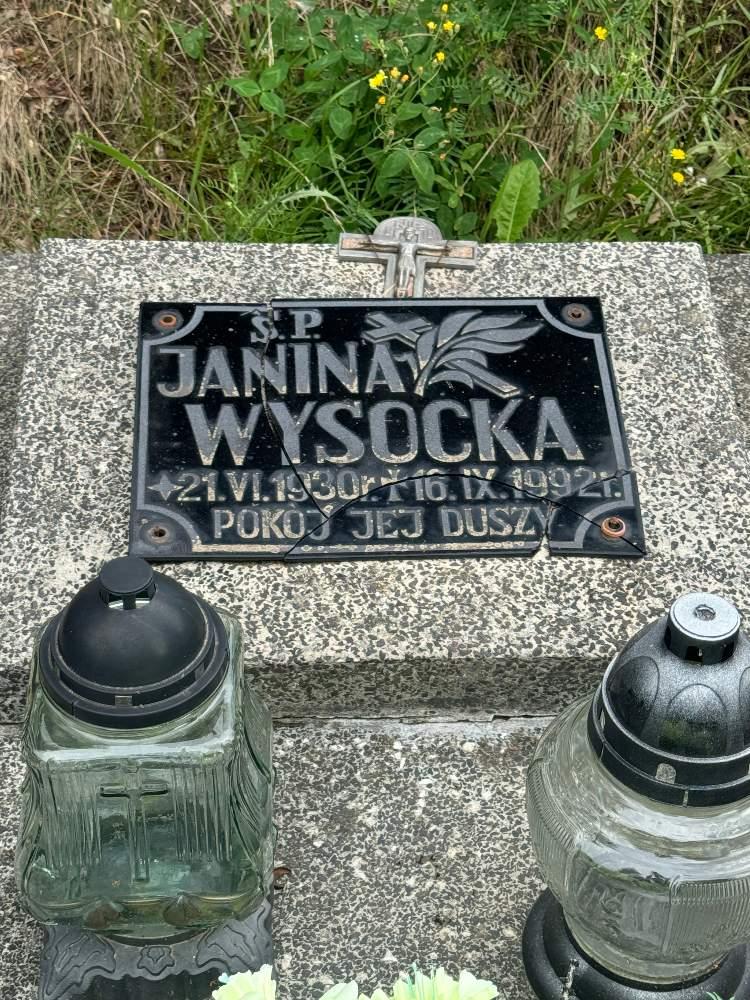 Ś.P.
JANINA
WYSOCKA
21.VI.1930r. 16.IX.1992r.
POKÓJ JEJ DUSZY